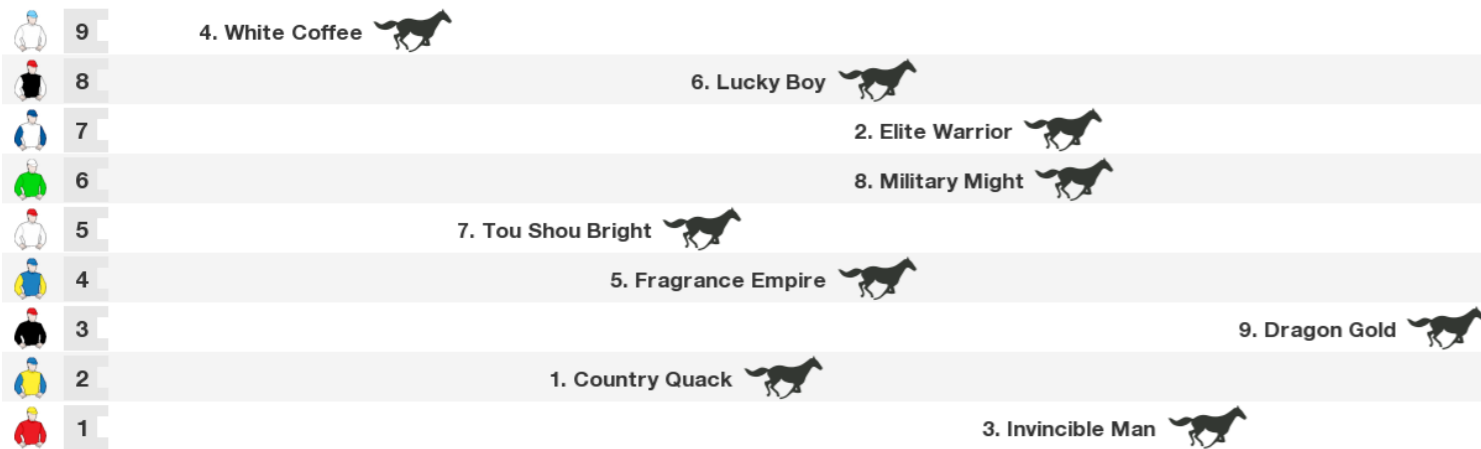 9 4. White Coffee
8 6. Lucky Boy
7 2. Elite Warrior
6 8. Military Might
5 7. Tou Shou Bright
4 5. Fragrance Empire
3 9. Dragon Gold
2 1. Country Quack
1 3. Invincible Man